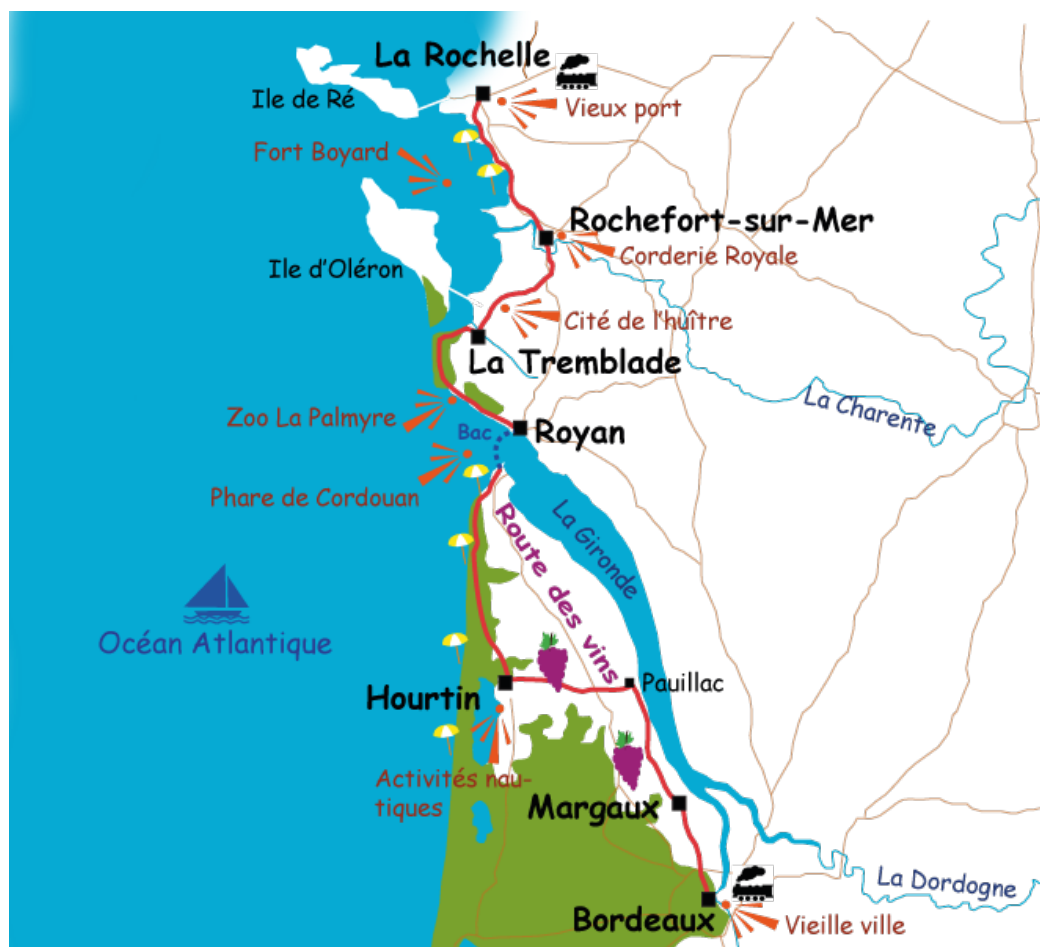 La Rochelle
Ile de Ré
Vieux port
Fort Boyard
Rochefort-sur-Mer
Corderie Royale
Ile d'Oléron
Cité de l'huître
La Tremblade
La Charente
Zoo La Palmyre
Bac
Royan
Phare de Cordouan
La Gironde
Route des vins
Océan Atlantique
Pauillac
Hourtin
Activités nau-
tiques
Margaux
La Dordogne
Bordeaux
Vieille ville